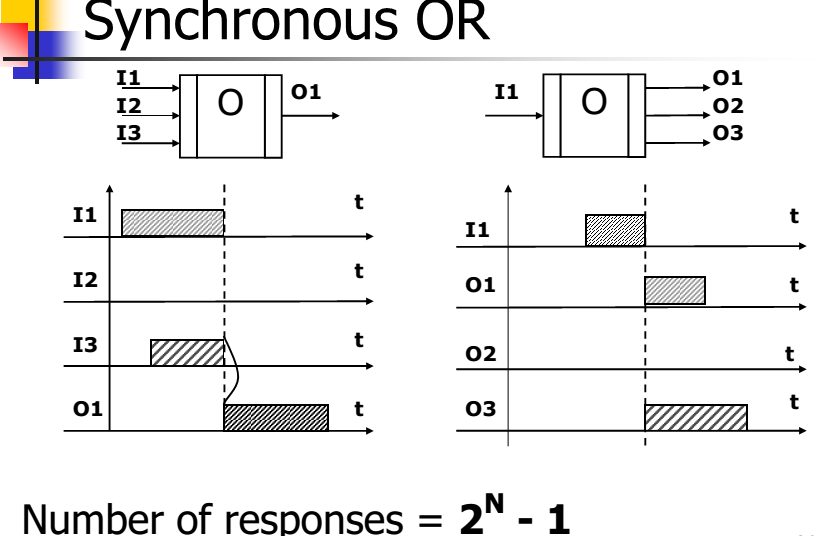 Synchronous OR
I1
I2
I3
O
O1
I1
O
O1
O2
O3
I1
t
I2
t
I3
t
O1
t
I1
t
O1
t
O2
t
O3
t
Number of responses = 2^N - 1